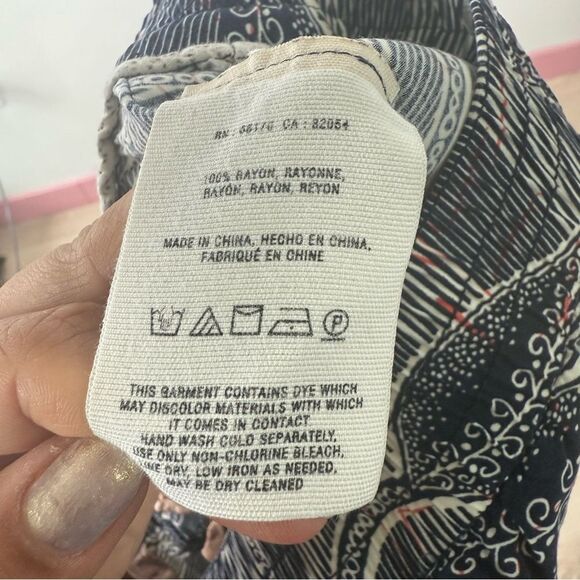 RN : 66170 CA : 32054
100% RAYON, RAYONNE,
RAYON, RAYON, REYON
MADE IN CHINA, HECHO EN CHINA,
FABRIQUÉ EN CHINE
P
THIS GARMENT CONTAINS DYE WHICH
MAY DISCOLOR MATERIALS WITH WHICH
IT COMES IN CONTACT
HAND WASH COLD SEPARATELY,
USE ONLY NON-CHLORINE BLEACH,
LINE DRY, LOW IRON AS NEEDED,
MAY BE DRY CLEANED